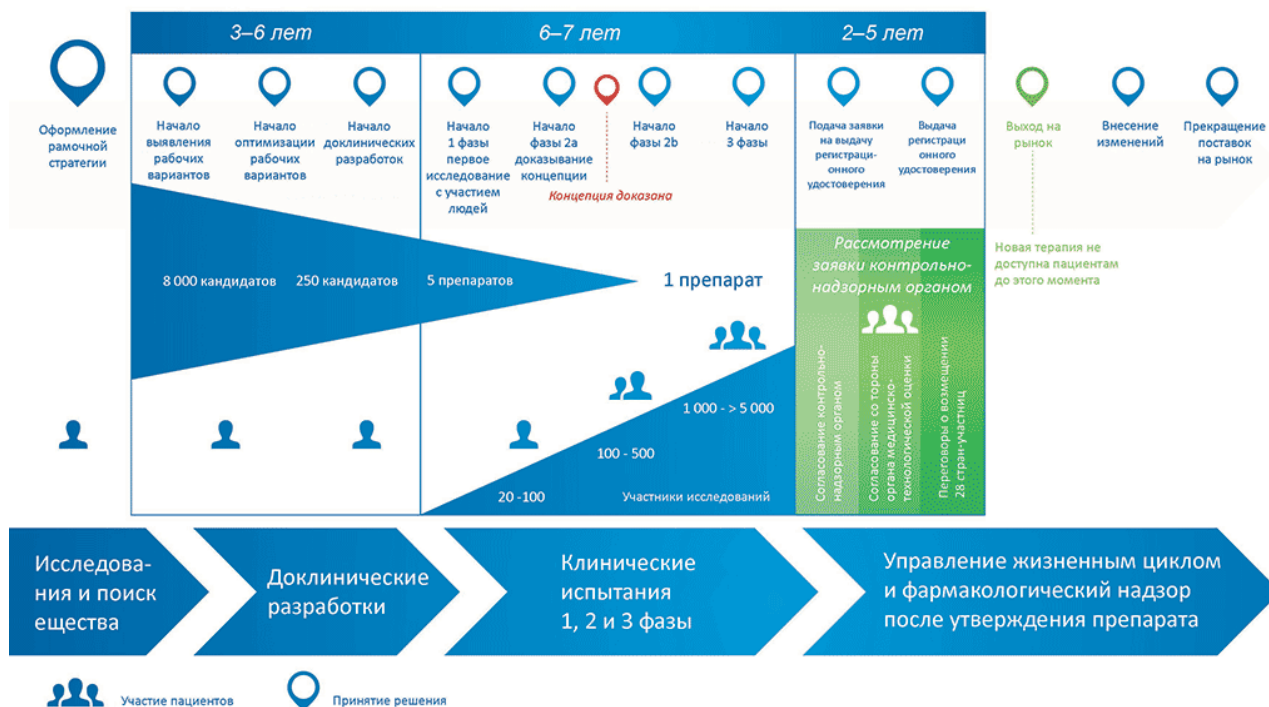 3–6 лет
6–7 лет
2–5 лет
Оформление
рамочной
стратегии
Начало
выявления
рабочих
вариантов
Начало
оптимизации
рабочих
вариантов
Начало
доклинических
разработок
Начало
1 фазы
первое
исследование
с участием
людей
Начало
фазы 2a
доказывание
концепции
Концепция доказана
Начало
фазы 2b
Начало
3 фазы
Подача заявки
на выдачу
регистраци-
онного
удостоверения
Выдача
регистраци
онного
удостоверения
Выход на
рынок
Внесение
изменений
Прекращение
поставок
на рынок
8 000 кандидатов
250 кандидатов
5 препаратов
1 препарат
Рассмотрение
заявки контрольно-
надзорным органом
Новая терапия не
доступна пациентам
до этого момента
20 -100
100 - 500
1 000 - > 5 000
Участники исследований
Согласование контрольно-
надзорным органом
Согласование со тороны
органа медицинско-
технологической оценки
Переговоры о возмещении
28 стран-участниц
Исследова-
ния и поиск
ещества
Доклинические
разработки
Клинические
испытания
1, 2 и 3 фазы
Управление жизненным циклом
и фармакологический надзор
после утверждения препарата
Участие пациентов
Принятие решения